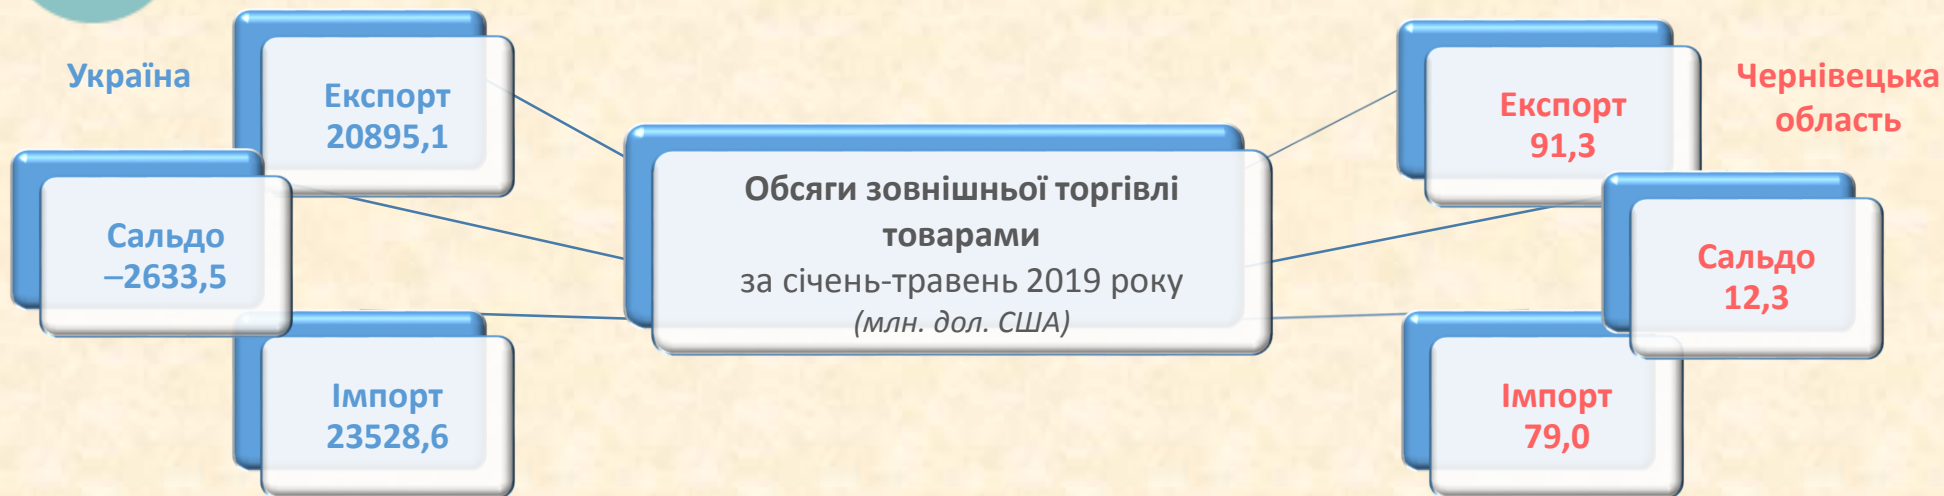 Україна
Експорт
20895,1
Сальдо
–2633,5
Імпорт
23528,6
Обсяги зовнішньої торгівлі
товарами
за січень-травень 2019 року
(млн. дол. США)
Чернівецька
область
Експорт
91,3
Сальдо
12,3
Імпорт
79,0